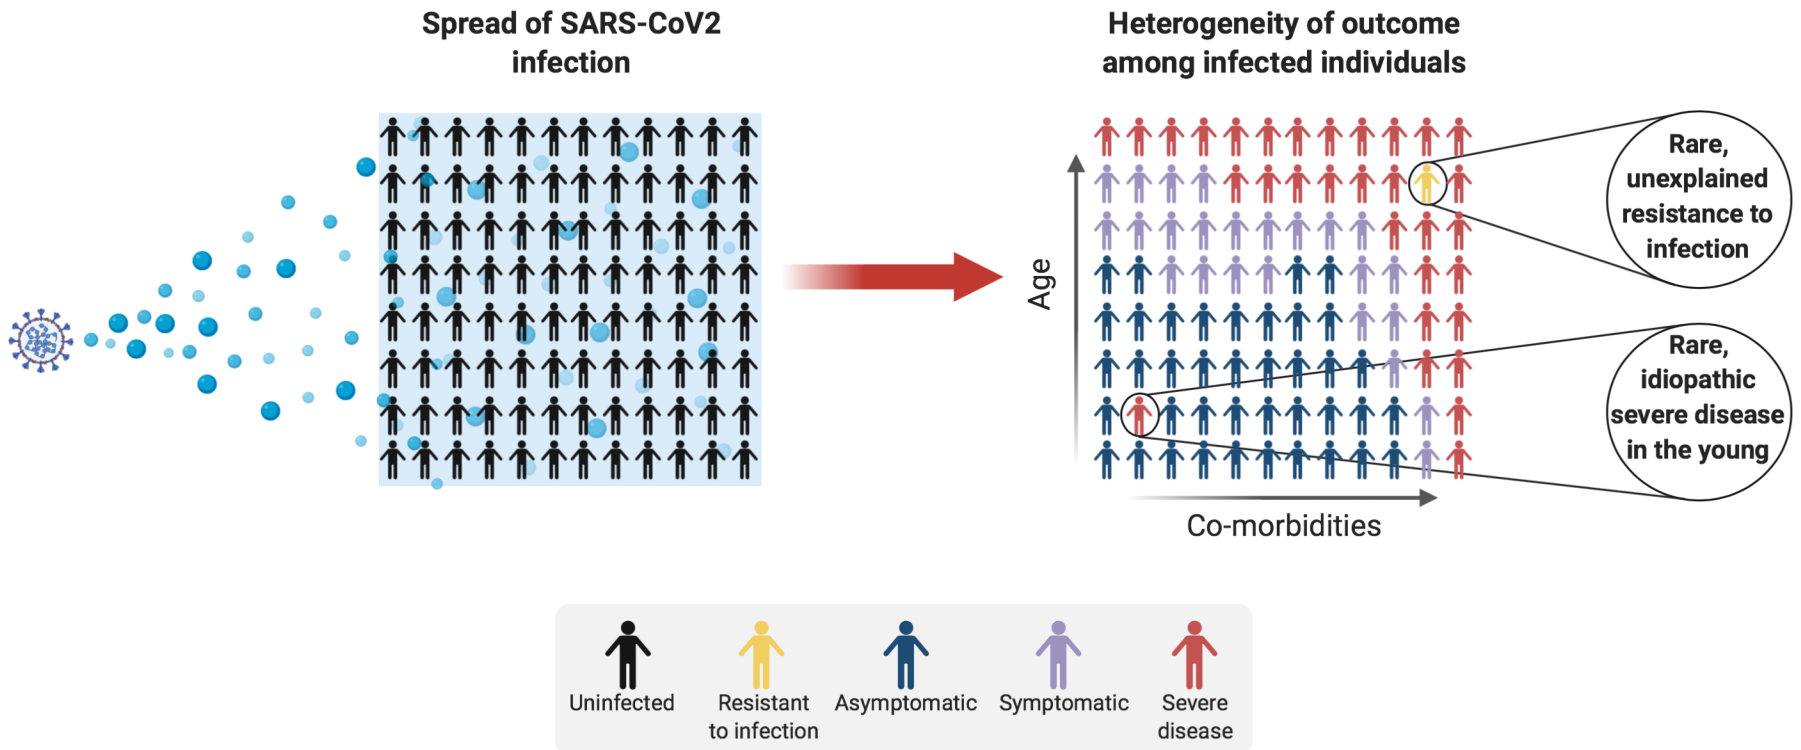 Spread of SARS-CoV2
infection
Heterogeneity of outcome
among infected individuals
Rare,
unexplained
resistance to
infection
Age
Rare,
idiopathic
severe disease
in the young
Co-morbidities
Uninfected
Resistant
to infection
Asymptomatic
Symptomatic
Severe
disease